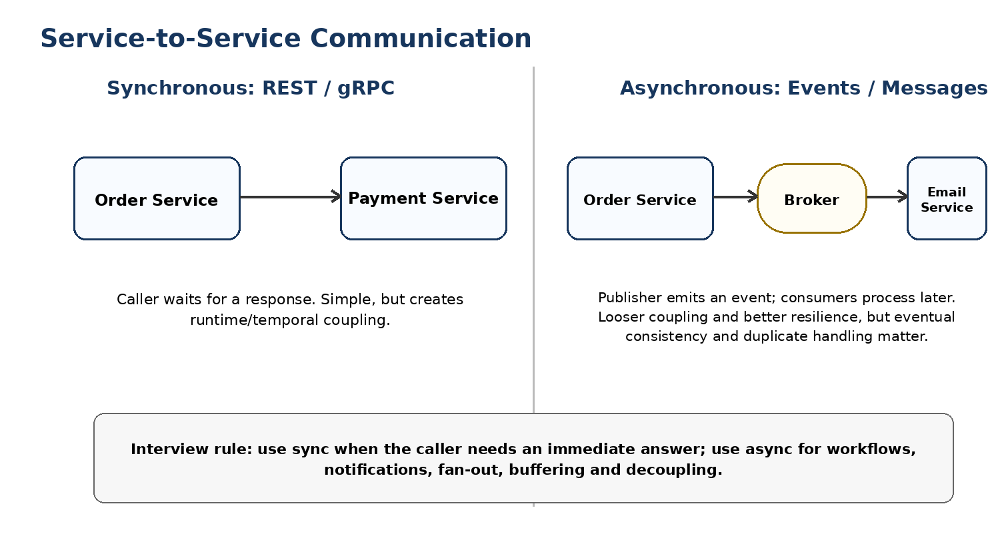 Service-to-Service Communication
Synchronous: REST / gRPC
Order Service
Payment Service
Caller waits for a response. Simple, but creates
runtime/temporal coupling.
Asynchronous: Events / Messages
Order Service
Broker
Email
Service
Publisher emits an event; consumers process later.
Looser coupling and better resilience, but eventual
consistency and duplicate handling matter.
Interview rule: use sync when the caller needs an immediate answer; use async for workflows,
notifications, fan-out, buffering and decoupling.